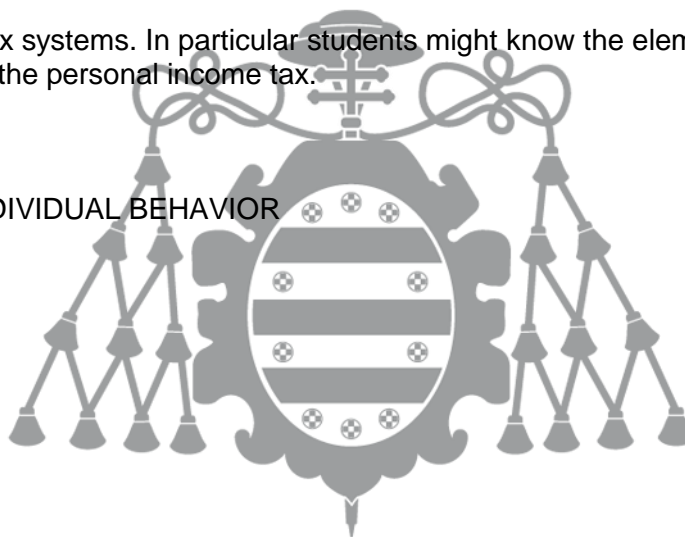 x systems. In particular students might know the elem
the personal income tax.
DIVIDUAL BEHAVIOR